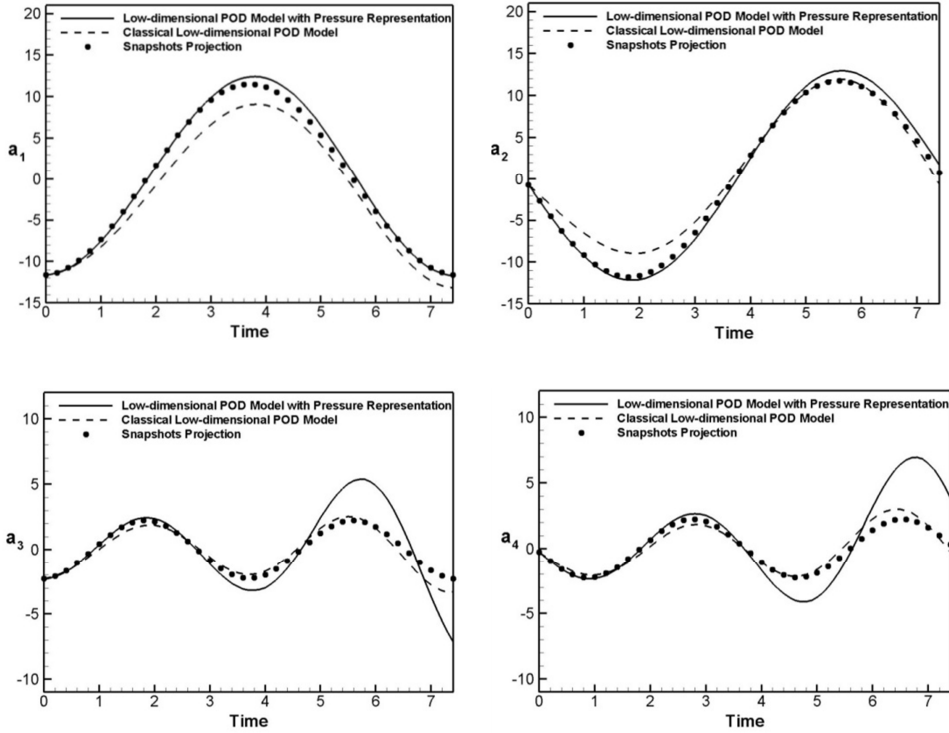 20
15
10
5
0
-5
-10
-15
a1
0 1 2 3 4 5 6 7
Time
Low-dimensional POD Model with Pressure Representation
Classical Low-dimensional POD Model
Snapshots Projection
20
15
10
5
0
-5
-10
-15
a2
0 1 2 3 4 5 6 7
Time
Low-dimensional POD Model with Pressure Representation
Classical Low-dimensional POD Model
Snapshots Projection
10
5
0
-5
-10
a3
0 1 2 3 4 5 6 7
Time
Low-dimensional POD Model with Pressure Representation
Classical Low-dimensional POD Model
Snapshots Projection
10
5
0
-5
-10
a4
0 1 2 3 4 5 6 7
Time
Low-dimensional POD Model with Pressure Representation
Classical Low-dimensional POD Model
Snapshots Projection